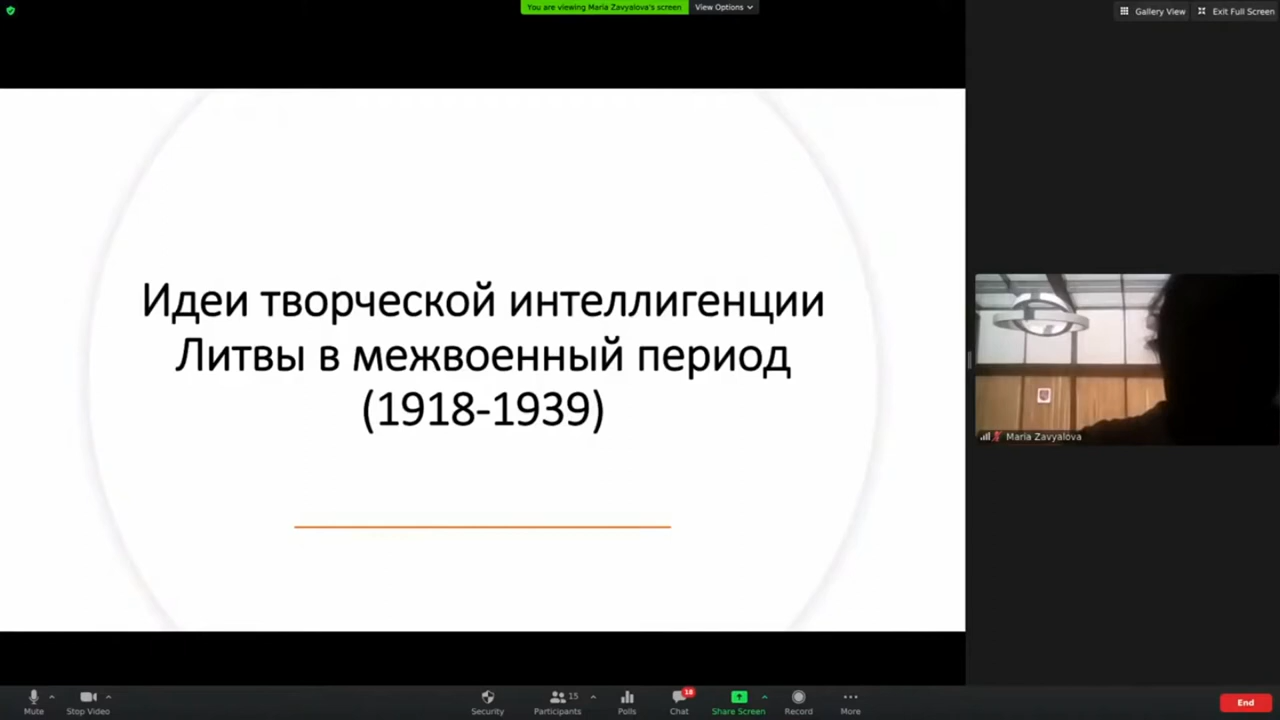 You are viewing Maria Zavyalova's screen
View Options
Gallery View
Exit Full Screen
Идеи творческой интеллигенции
Литвы в межвоенный период
(1918-1939)
Maria Zavyalova
Mute
Stop Video
Security
15
Participants
Polls
18
Chat
Share Screen
Record
More
End